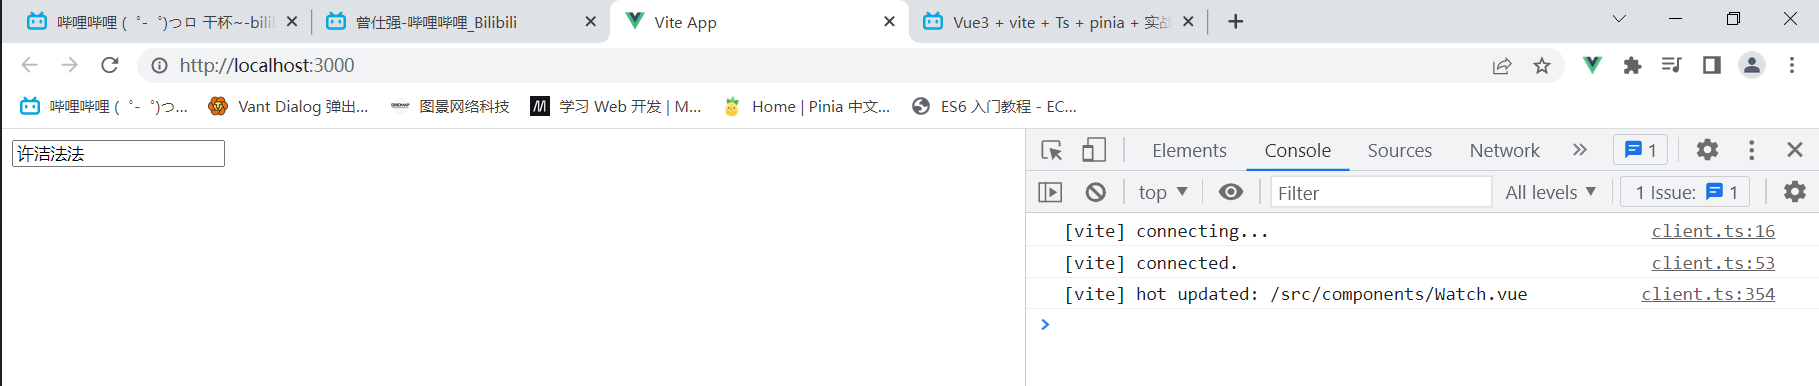 哔哩哔哩 ( ゜- ゜)つロ 干杯~-bili
曾仕强-哔哩哔哩_Bilibili
Vite App
Vue3 + vite + Ts + pinia + 实战
http://localhost:3000
哔哩哔哩 ( ゜- ゜)つ...
Vant Dialog 弹出...
图景网络科技
学习 Web 开发 | M...
Home | Pinia 中文...
ES6 入门教程 - EC...
许洁法法
Elements Console Sources Network 1
top Filter All levels 1 Issue: 1
[vite] connecting... client.ts:16
[vite] connected. client.ts:53
[vite] hot updated: /src/components/Watch.vue client.ts:354